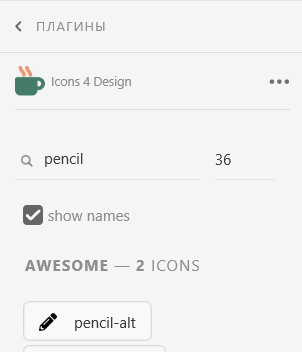 ПЛАГИНЫ
Icons 4 Design
pencil 36
show names
AWESOME — 2 ICONS
pencil-alt